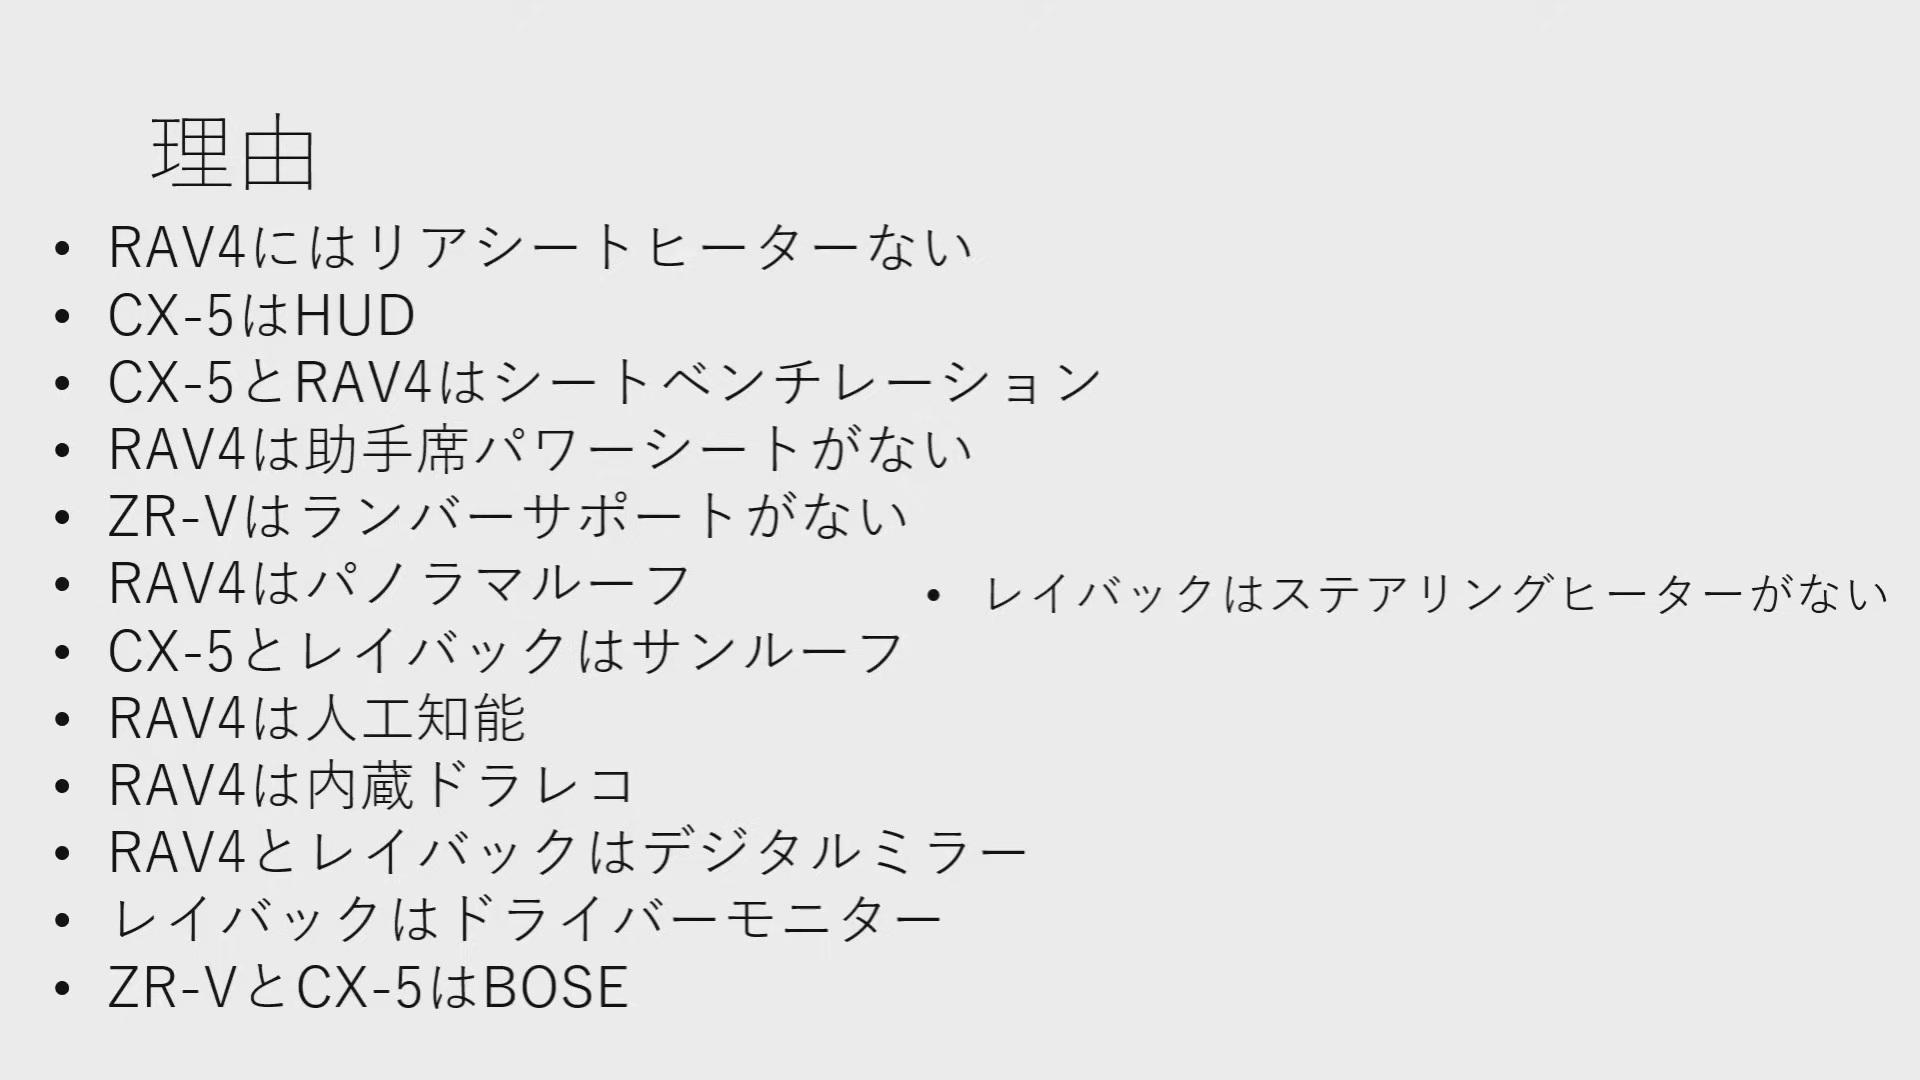 理由
• RAV4にはリアシートヒーターない
• CX-5はHUD
• CX-5とRAV4はシートベンチレーション
• RAV4は助手席パワーシートがない
• ZR-Vはランバーサポートがない
• RAV4はパノラマルーフ
• CX-5とレイバックはサンルーフ
• RAV4は人工知能
• RAV4は内蔵ドラレコ
• RAV4とレイバックはデジタルミラー
• レイバックはドライバーモニター
• ZR-VとCX-5はBOSE
• レイバックはステアリングヒーターがない